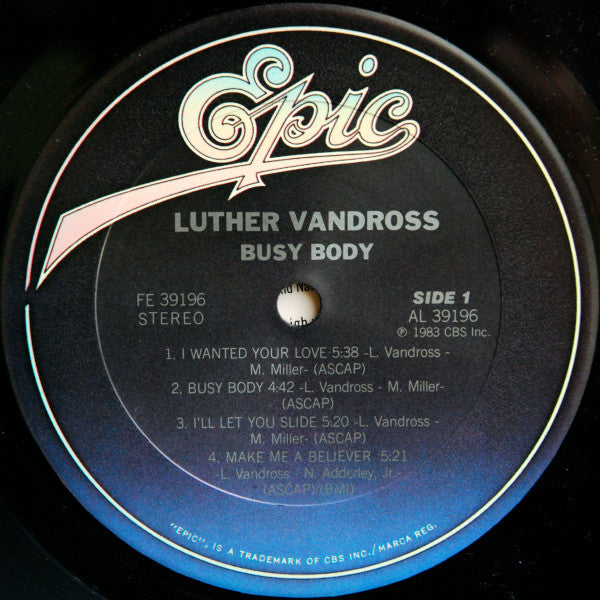 Epic
LUTHER VANDROSS
BUSY BODY
FE 39196
STEREO
SIDE 1
AL 39196
℗ 1983 CBS Inc.
1. I WANTED YOUR LOVE 5:38 -L. Vandross -
M. Miller- (ASCAP)
2. BUSY BODY 4:42 -L. Vandross - M. Miller-
(ASCAP)
3. I'LL LET YOU SLIDE 5:20 -L. Vandross -
M. Miller- (ASCAP)
4. MAKE ME A BELIEVER 5:21
-L. Vandross - N. Adderley, Jr.-
(ASCAP)/(BMI)
"EPIC", IS A TRADEMARK OF CBS INC./MARCA REG.